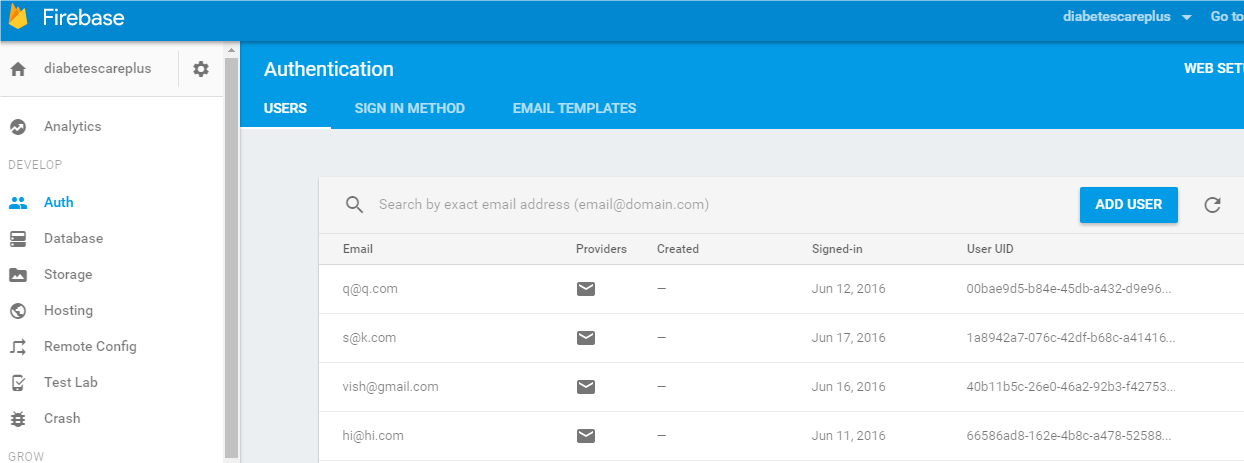 Firebase
diabetescareplus
Go to
diabetescareplus
Authentication
WEB SET
USERS SIGN IN METHOD EMAIL TEMPLATES
Analytics
DEVELOP
Auth
Database
Storage
Hosting
Remote Config
Test Lab
Crash
GROW
Search by exact email address (email@domain.com)
ADD USER
Email Providers Created Signed-in User UID
q@q.com — Jun 12, 2016 00bae9d5-b84e-45db-a432-d9e96...
s@k.com — Jun 17, 2016 1a8942a7-076c-42df-b68c-a41416...
vish@gmail.com — Jun 16, 2016 40b11b5c-26e0-46a2-92b3-f42753...
hi@hi.com — Jun 11, 2016 66586ad8-162e-4b8c-a478-52588...